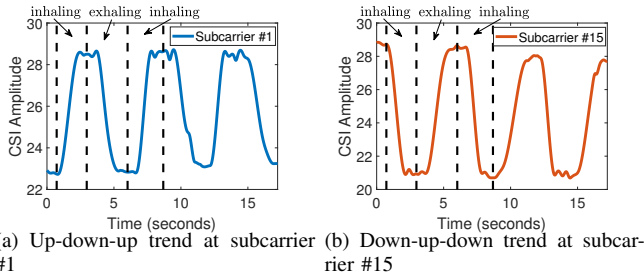 inhaling exhaling inhaling
30
28
26
24
22
CSI Amplitude
Subcarrier #1
0 5 10 15
Time (seconds)
(a) Up-down-up trend at subcarrier
#1
inhaling exhaling inhaling
30
28
26
24
22
20
CSI Amplitude
Subcarrier #15
0 5 10 15
Time (seconds)
(b) Down-up-down trend at subcar-
rier #15